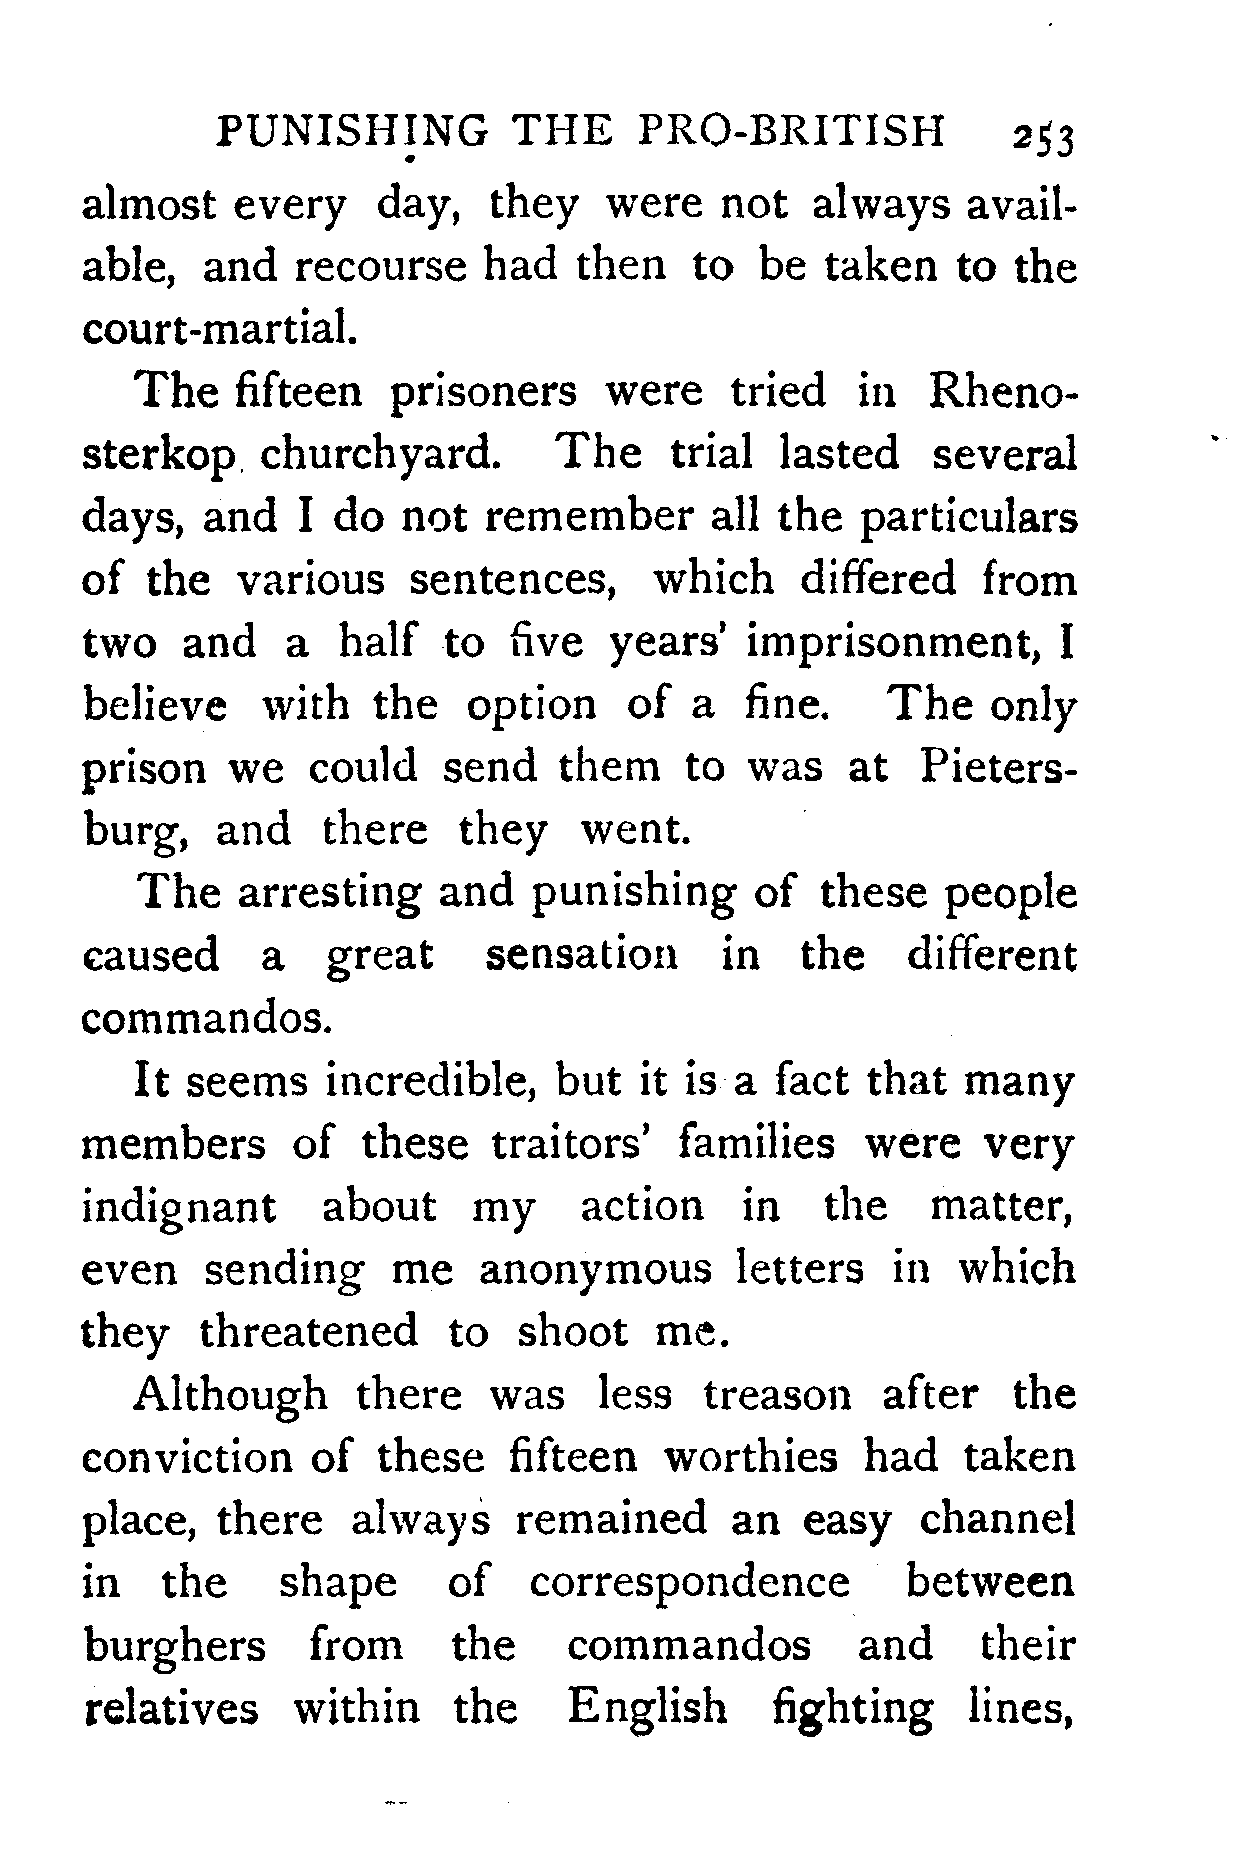 PUNISHING THE PRO-BRITISH 253
almost every day, they were not always avail-
able, and recourse had then to be taken to the
court-martial.
The fifteen prisoners were tried in Rheno-
sterkop churchyard. The trial lasted several
days, and I do not remember all the particulars
of the various sentences, which differed from
two and a half to five years' imprisonment, I
believe with the option of a fine. The only
prison we could send them to was at Pieters-
burg, and there they went.
The arresting and punishing of these people
caused a great sensation in the different
commandos.
It seems incredible, but it is a fact that many
members of these traitors' families were very
indignant about my action in the matter,
even sending me anonymous letters in which
they threatened to shoot me.
Although there was less treason after the
conviction of these fifteen worthies had taken
place, there always remained an easy channel
in the shape of correspondence between
burghers from the commandos and their
relatives within the English fighting lines,